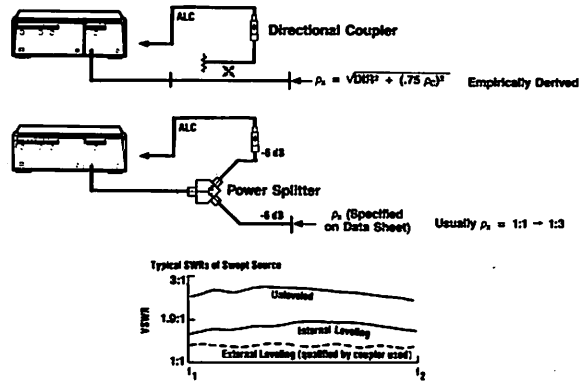 ALC
Directional Coupler
ρₛ = √DIR² + (.75 ρc)² Empirically Derived
ALC
-6 dB
Power Splitter
-6 dB
ρₛ (Specified on Data Sheet) Usually ρₛ = 1:1 → 1:3
Typical SWRs of Swept Source
3:1
Unleveled
1.9:1
VSWR
Internal Leveling
External Leveling (qualified by coupler used)
1:1
f₁
f₂